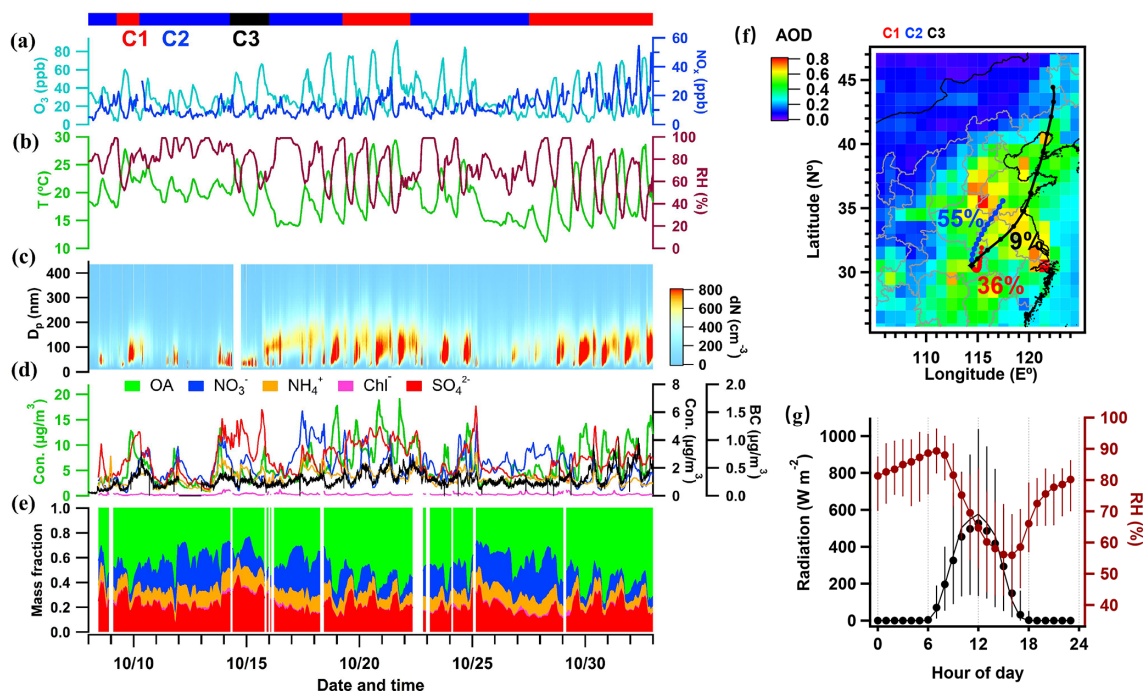 C1 C2 C3
(a)
80
60
40
20
0
O3 (ppb)
60
40
20
0
NOx (ppb)
(b)
30
25
20
15
10
T (ºC)
100
80
60
40
20
0
RH (%)
(c)
400
300
200
100
0
Dp (nm)
800
600
400
200
0
dN (cm-3)
(d)
OA NO3- NH4+ Chl- SO42-
20
15
10
5
0
Con. (µg/m3)
8
6
4
2
0
Con. (µg/m3)
2.0
1.5
1.0
0.5
0.0
BC (µg/m3)
(e)
1.0
0.8
0.6
0.4
0.2
0.0
Mass fraction
10/10 10/15 10/20 10/25 10/30
Date and time
(f) AOD C1 C2 C3
0.8
0.6
0.4
0.2
0.0
45
40
35
30
Latitude (Nº)
55%
9%
36%
110 115 120
Longitude (Eº)
(g)
1000
800
600
400
200
0
Radiation (W m-2)
100
90
80
70
60
50
40
RH (%)
0 6 12 18 24
Hour of day